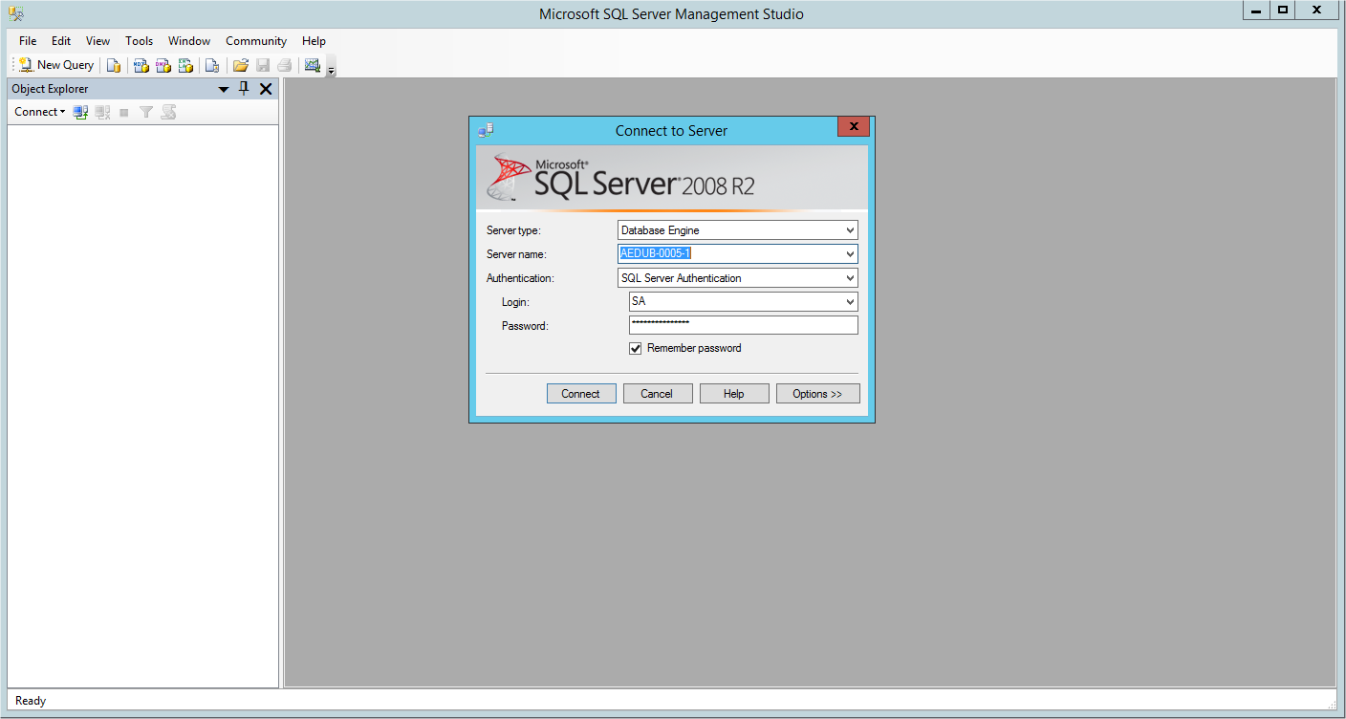 Microsoft SQL Server Management Studio
File Edit View Tools Window Community Help
New Query
Object Explorer
Connect
Connect to Server
Microsoft®
SQL Server® 2008 R2
Server type: Database Engine
Server name: AEDUB-0005-1
Authentication: SQL Server Authentication
Login: SA
Password: ***************
Remember password
Connect Cancel Help Options >>
Ready